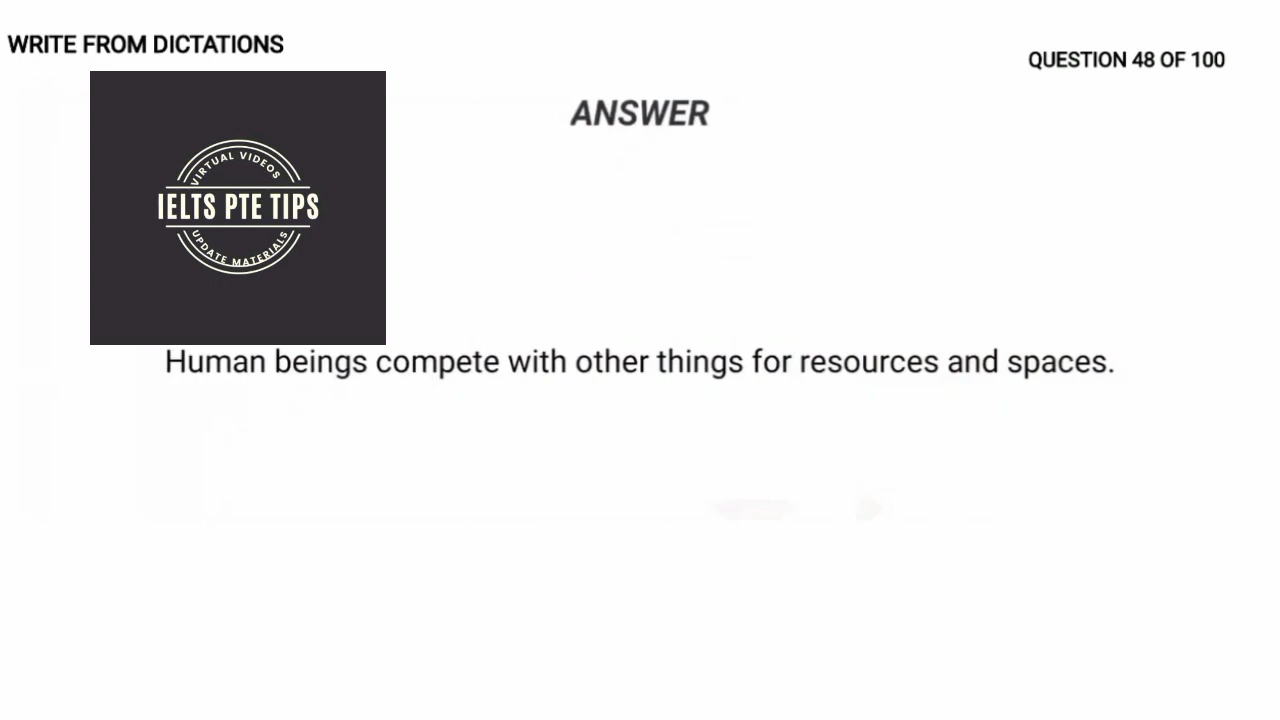 WRITE FROM DICTATIONS
QUESTION 48 OF 100
ANSWER
VIRTUAL VIDEOS
IELTS PTE TIPS
UPDATE MATERIALS
Human beings compete with other things for resources and spaces.